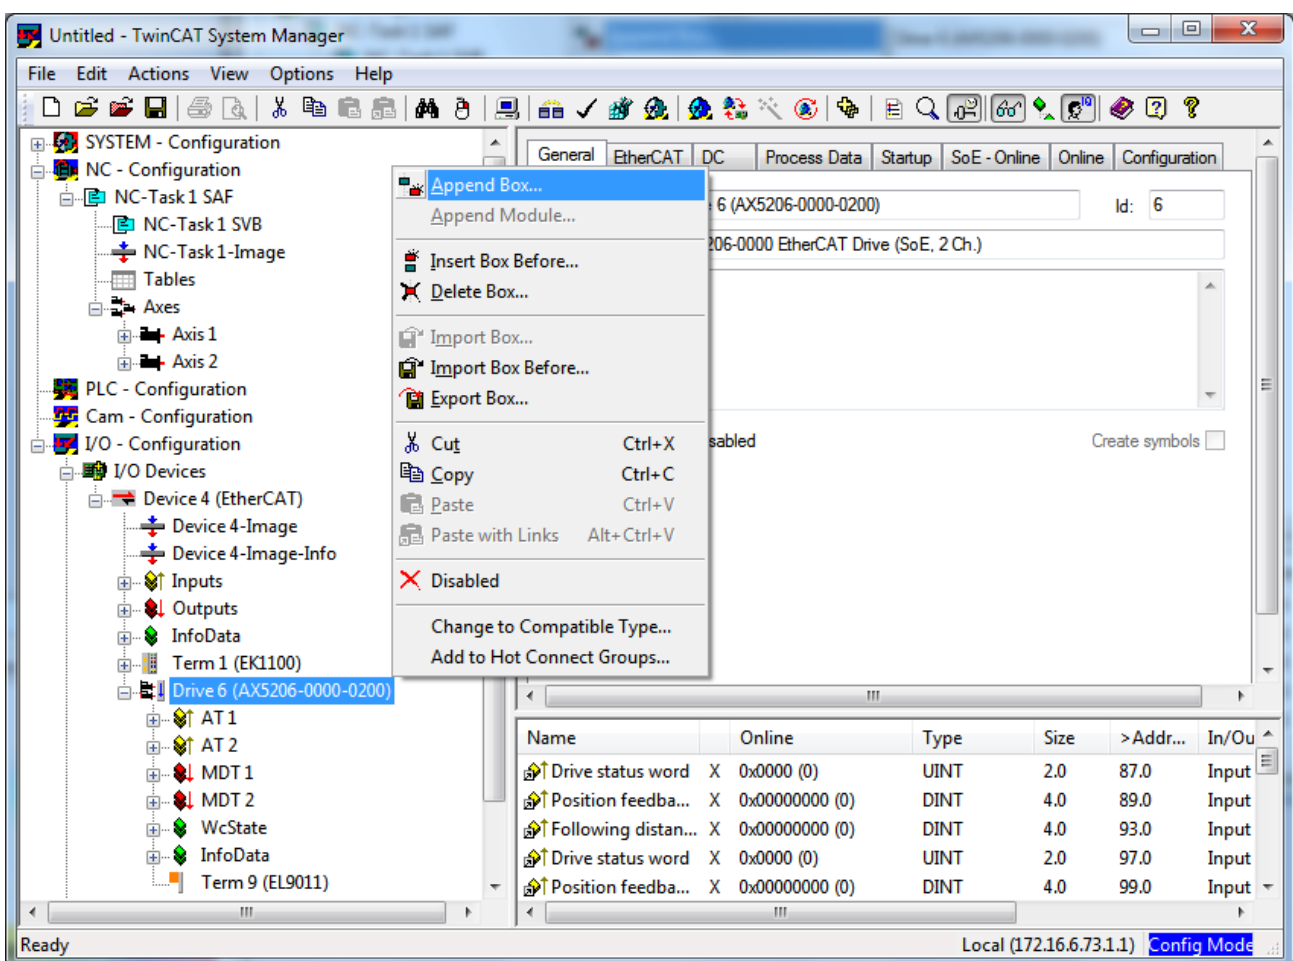 Untitled - TwinCAT System Manager
File Edit Actions View Options Help
SYSTEM - Configuration
NC - Configuration
NC-Task 1 SAF
NC-Task 1 SVB
NC-Task 1-Image
Tables
Axes
Axis 1
Axis 2
PLC - Configuration
Cam - Configuration
I/O - Configuration
I/O Devices
Device 4 (EtherCAT)
Device 4-Image
Device 4-Image-Info
Inputs
Outputs
InfoData
Term 1 (EK1100)
Drive 6 (AX5206-0000-0200)
AT 1
AT 2
MDT 1
MDT 2
WcState
InfoData
Term 9 (EL9011)
Append Box...
Append Module...
Insert Box Before...
Delete Box...
Import Box...
Import Box Before...
Export Box...
Cut Ctrl+X
Copy Ctrl+C
Paste Ctrl+V
Paste with Links Alt+Ctrl+V
Disabled
Change to Compatible Type...
Add to Hot Connect Groups...
General EtherCAT DC Process Data Startup SoE - Online Online Configuration
6 (AX5206-0000-0200) Id: 6
206-0000 EtherCAT Drive (SoE, 2 Ch.)
sabled Create symbols
Name Online Type Size >Addr... In/Ou
Drive status word X 0x0000 (0) UINT 2.0 87.0 Input
Position feedba... X 0x00000000 (0) DINT 4.0 89.0 Input
Following distan... X 0x00000000 (0) DINT 4.0 93.0 Input
Drive status word X 0x0000 (0) UINT 2.0 97.0 Input
Position feedba... X 0x00000000 (0) DINT 4.0 99.0 Input
Ready Local (172.16.6.73.1.1) Config Mode